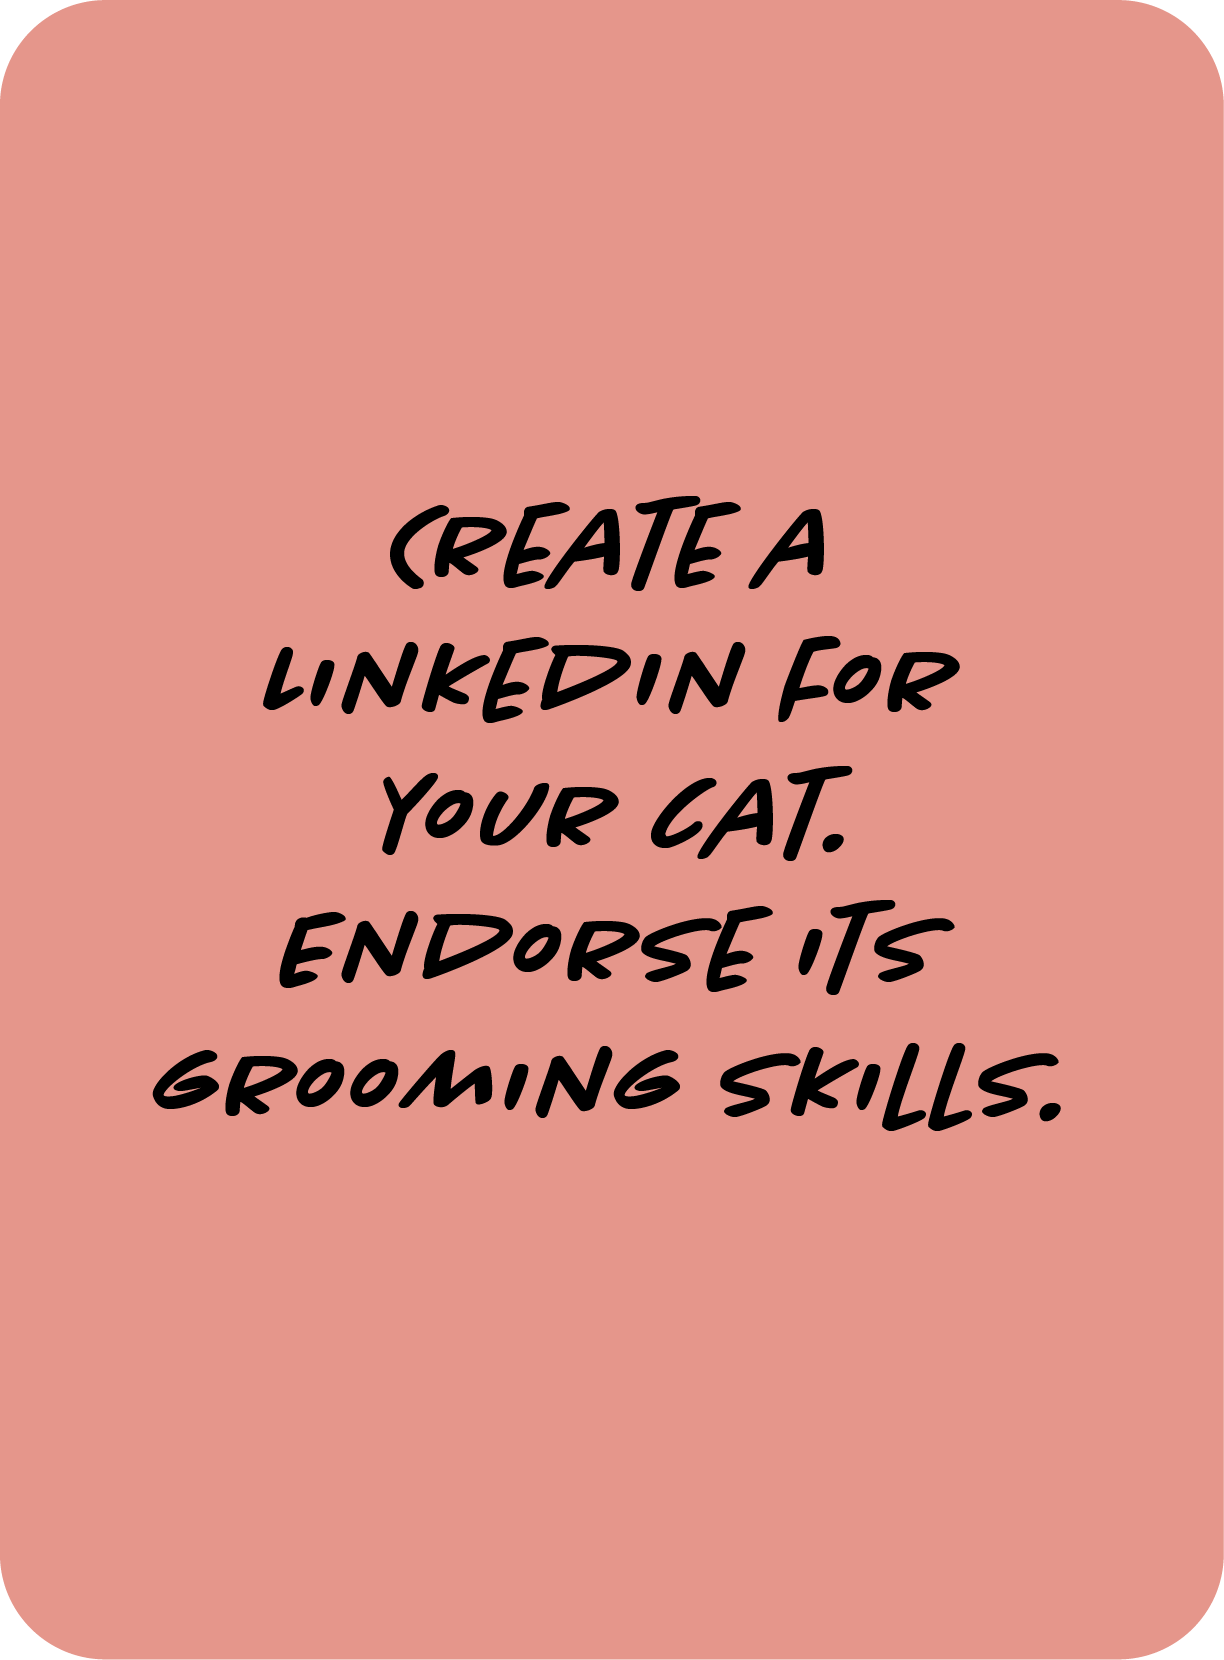 CREATE A
LINKEDIN FOR
YOUR CAT.
ENDORSE ITS
GROOMING SKILLS.